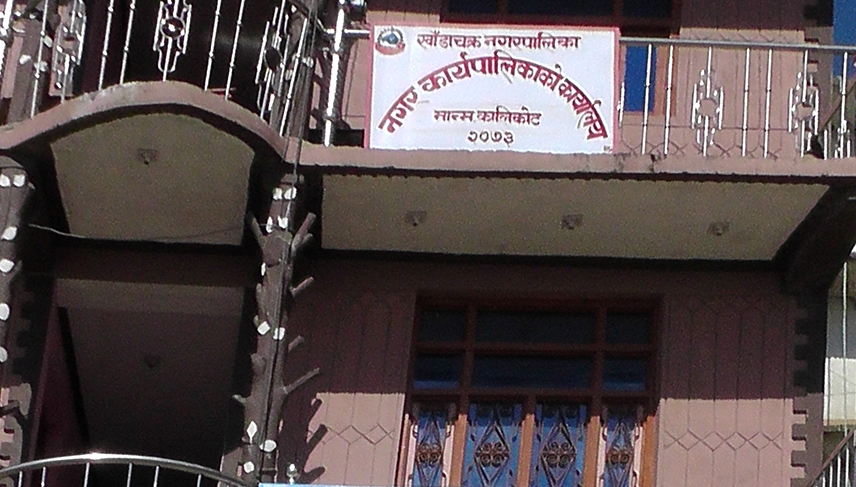 खाँडाचक्र नगरपालिका
नगर कार्यपालिकाको कार्यालय
मान्म कालिकोट
२०७३